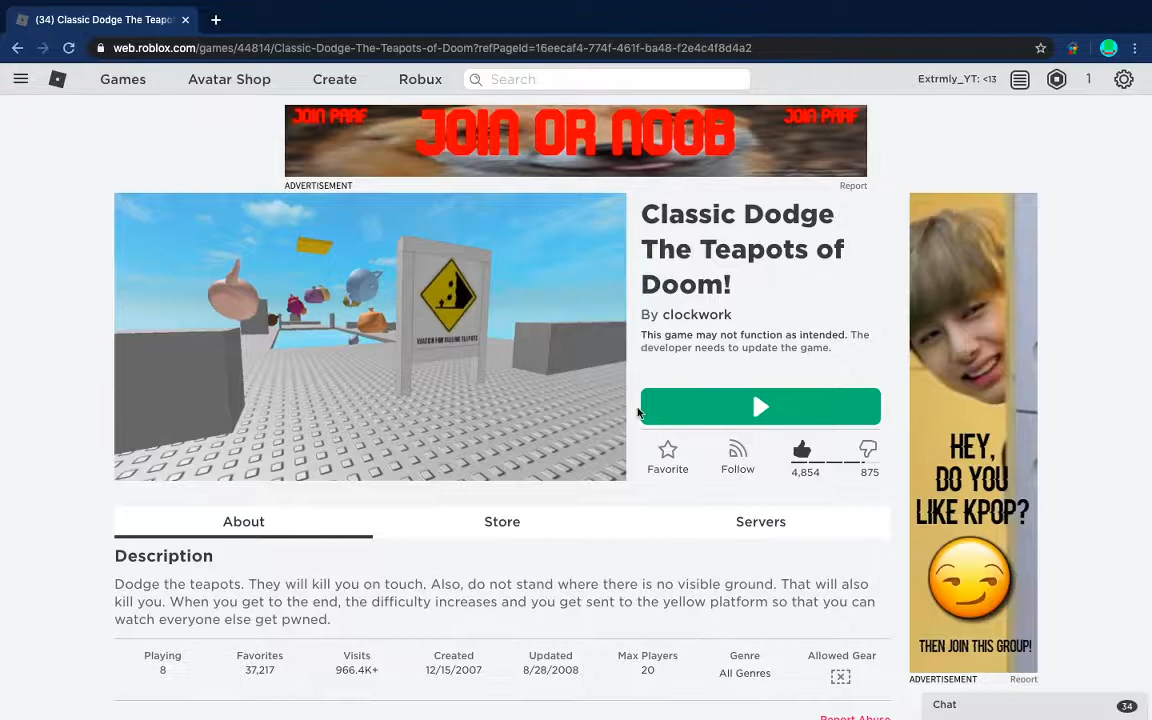 (34) Classic Dodge The Teapot
web.roblox.com/games/44814/Classic-Dodge-The-Teapots-of-Doom?refPageId=16eecaf4-774f-461f-ba48-f2e4c4f8d4a2
Games Avatar Shop Create Robux Search Extrmiy_YT: <13 1
JOIN PARF JOIN OR NOOB JOIN PARF
ADVERTISEMENT Report
Classic Dodge
The Teapots of
Doom!
By clockwork
This game may not function as intended. The
developer needs to update the game.
WATCH FOR FALLING TEAPOTS
Favorite Follow 4,854 875
HEY,
DO YOU
LIKE KPOP?
THEN JOIN THIS GROUP!
ADVERTISEMENT Report
About Store Servers
Description
Dodge the teapots. They will kill you on touch. Also, do not stand where there is no visible ground. That will also
kill you. When you get to the end, the difficulty increases and you get sent to the yellow platform so that you can
watch everyone else get pwned.
Playing Favorites Visits Created Updated Max Players Genre Allowed Gear
8 37,217 966.4K+ 12/15/2007 8/28/2008 20 All Genres
Report Abuse
Chat 34